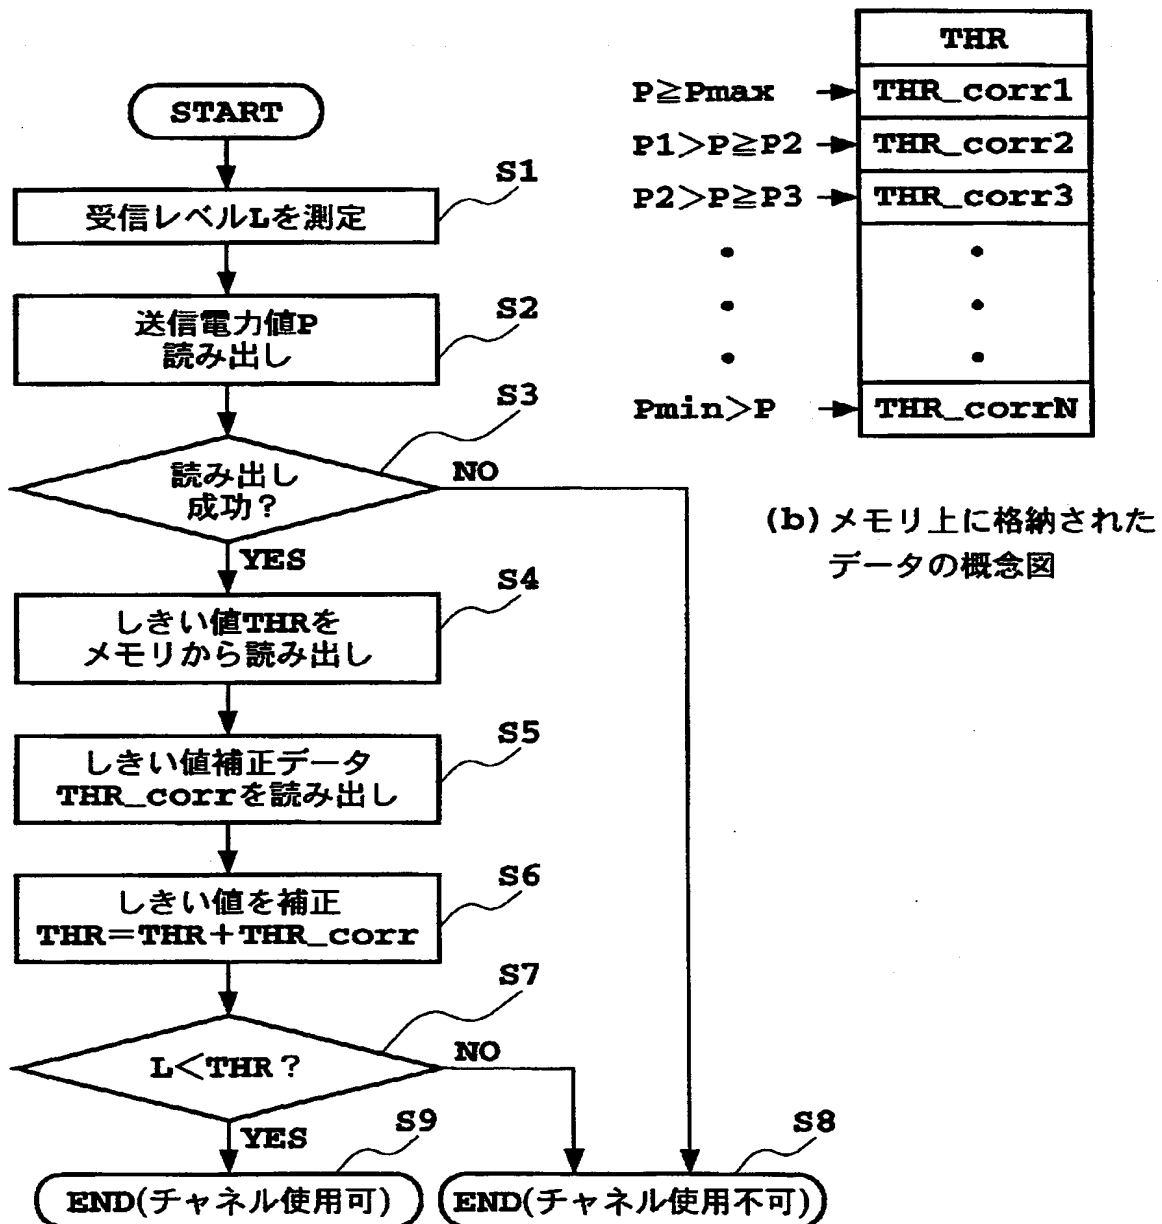 START
S1
受信レベルLを測定
S2
送信電力値P
読み出し
S3
読み出し
成功?
NO
YES
S4
しきい値THRを
メモリから読み出し
S5
しきい値補正データ
THR_corrを読み出し
S6
しきい値を補正
THR=THR+THR_corr
S7
L<THR?
NO
YES
S9
END(チャネル使用可)
S8
END(チャネル使用不可)
THR
P≧Pmax THR_corr1
P1>P≧P2 THR_corr2
P2>P≧P3 THR_corr3
Pmin>P THR_corrN
(b)メモリ上に格納された
データの概念図